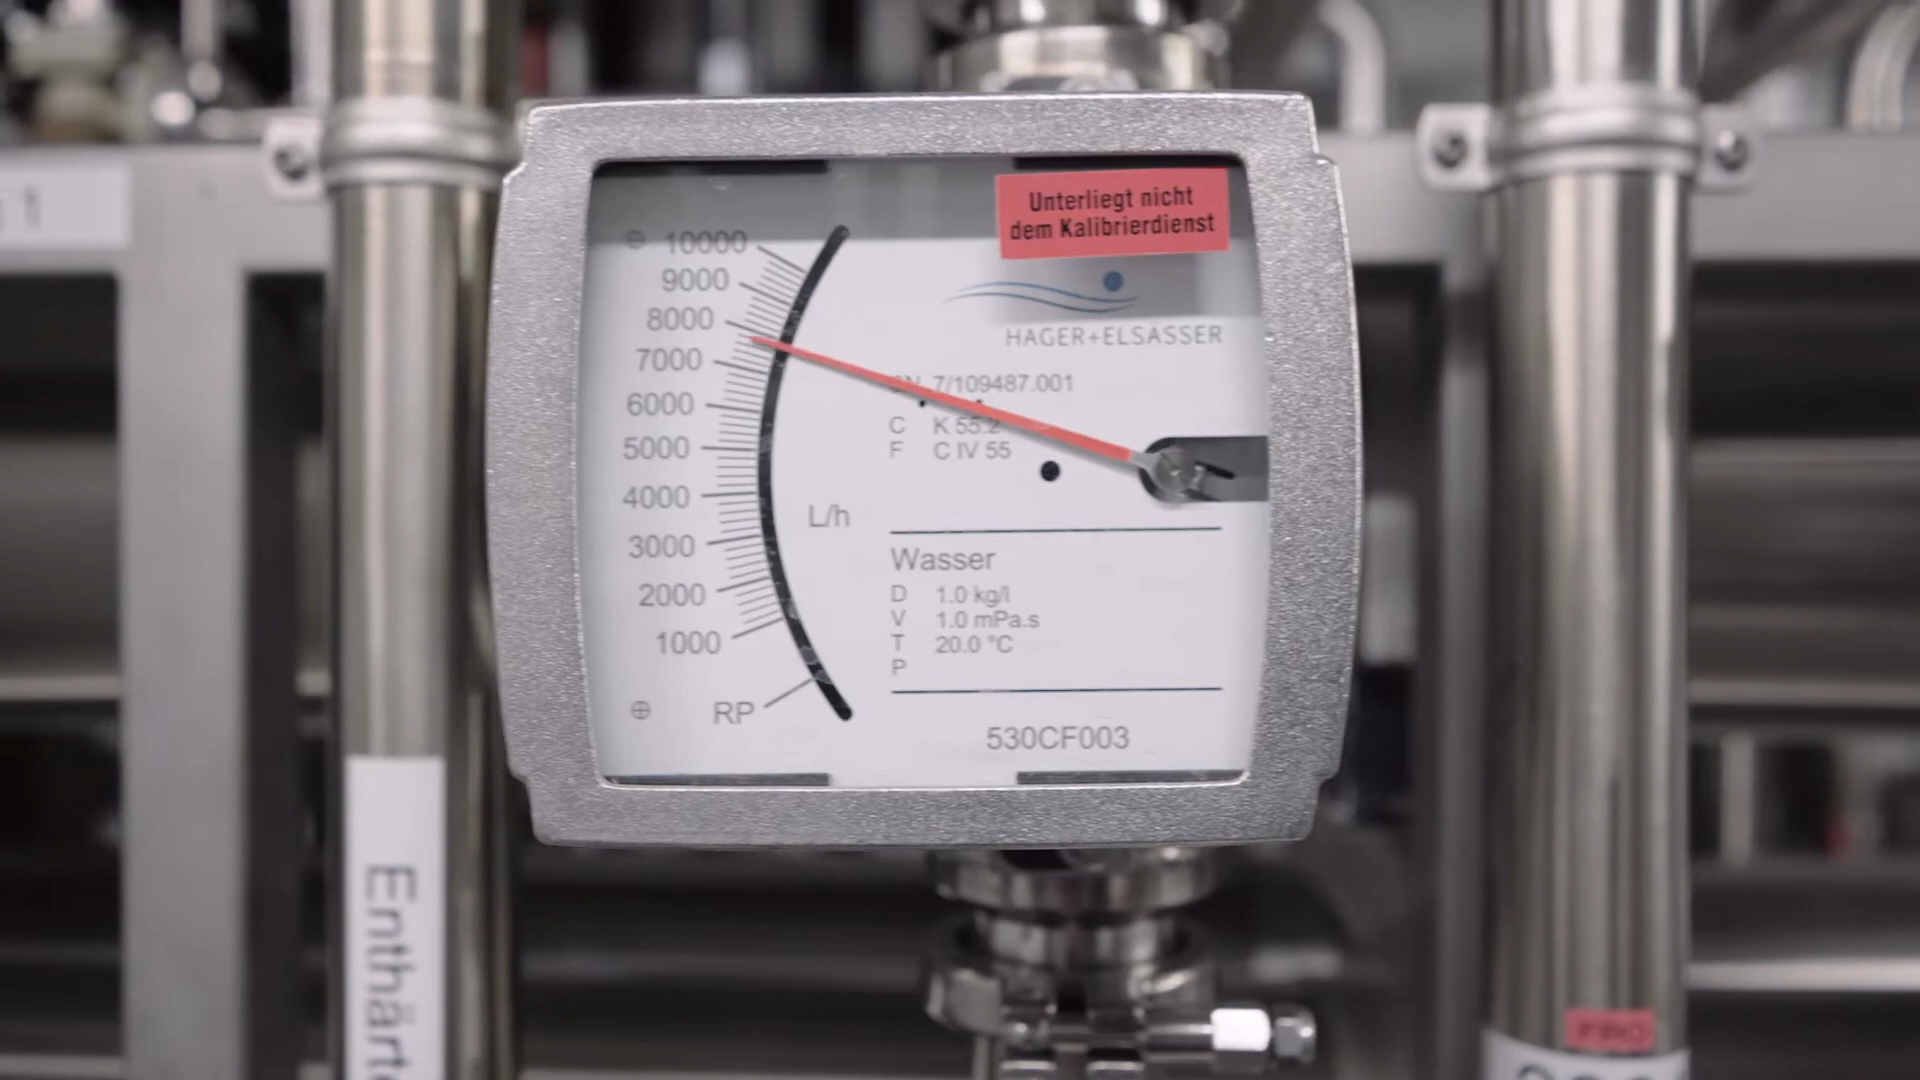 Unterliegt nicht
dem Kalibrierdienst
10000
9000
8000
7000
6000
5000
4000
3000
2000
1000
RP
L/h
HAGER+ELSASSER
7/109487.001
C K 55.2
F C IV 55
Wasser
D 1.0 kg/l
V 1.0 mPa.s
T 20.0 °C
P
530CF003